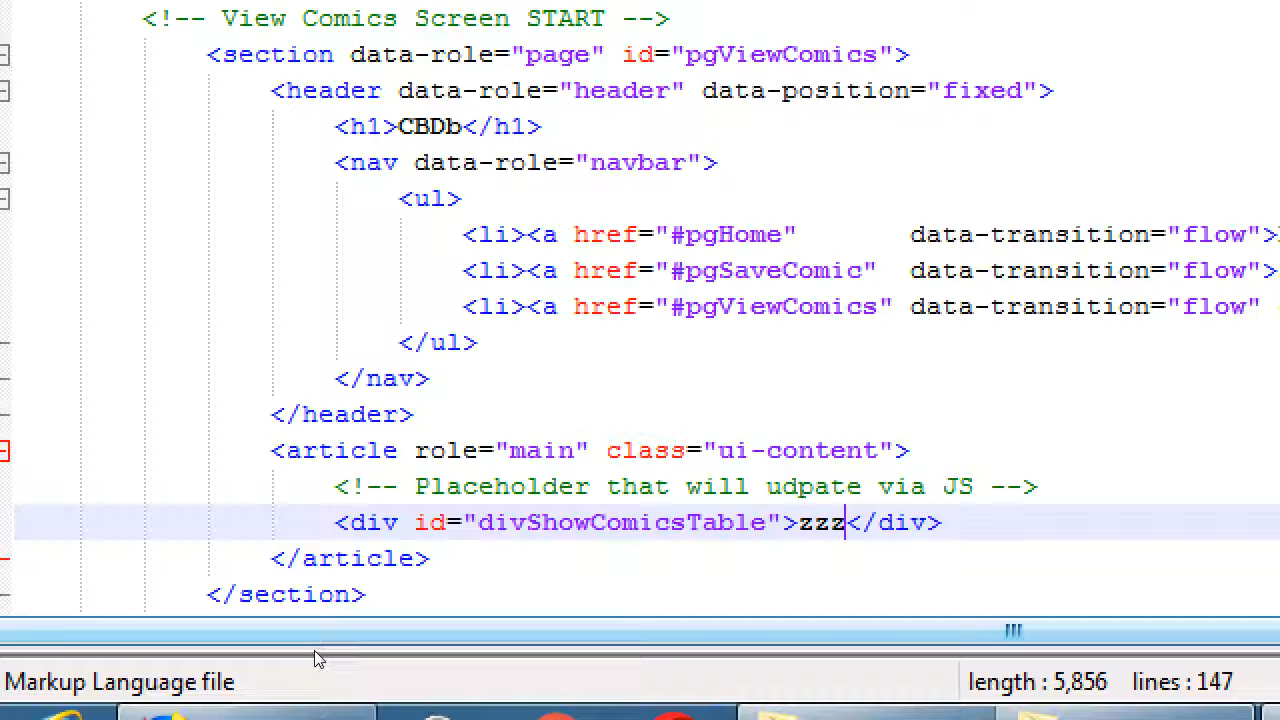 <!-- View Comics Screen START -->
<section data-role="page" id="pgViewComics">
<header data-role="header" data-position="fixed">
<h1>CBDb</h1>
<nav data-role="navbar">
<ul>
<li><a href="#pgHome" data-transition="flow">
<li><a href="#pgSaveComic" data-transition="flow">
<li><a href="#pgViewComics" data-transition="flow"
</ul>
</nav>
</header>
<article role="main" class="ui-content">
<!-- Placeholder that will udpate via JS -->
<div id="divShowComicsTable">zzz</div>
</article>
</section>
Markup Language file length : 5,856 lines : 147